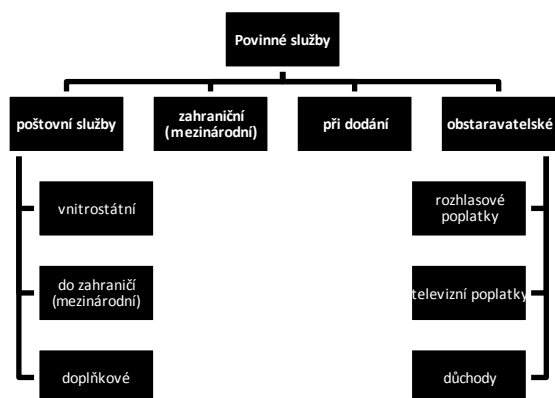 Povinné služby
poštovní služby
zahraniční
(mezinárodní)
při dodání
obstaravatelské
vnitrostátní
do zahraničí
(mezinárodní)
doplňkové
rozhlasové
poplatky
televizní poplatky
důchody